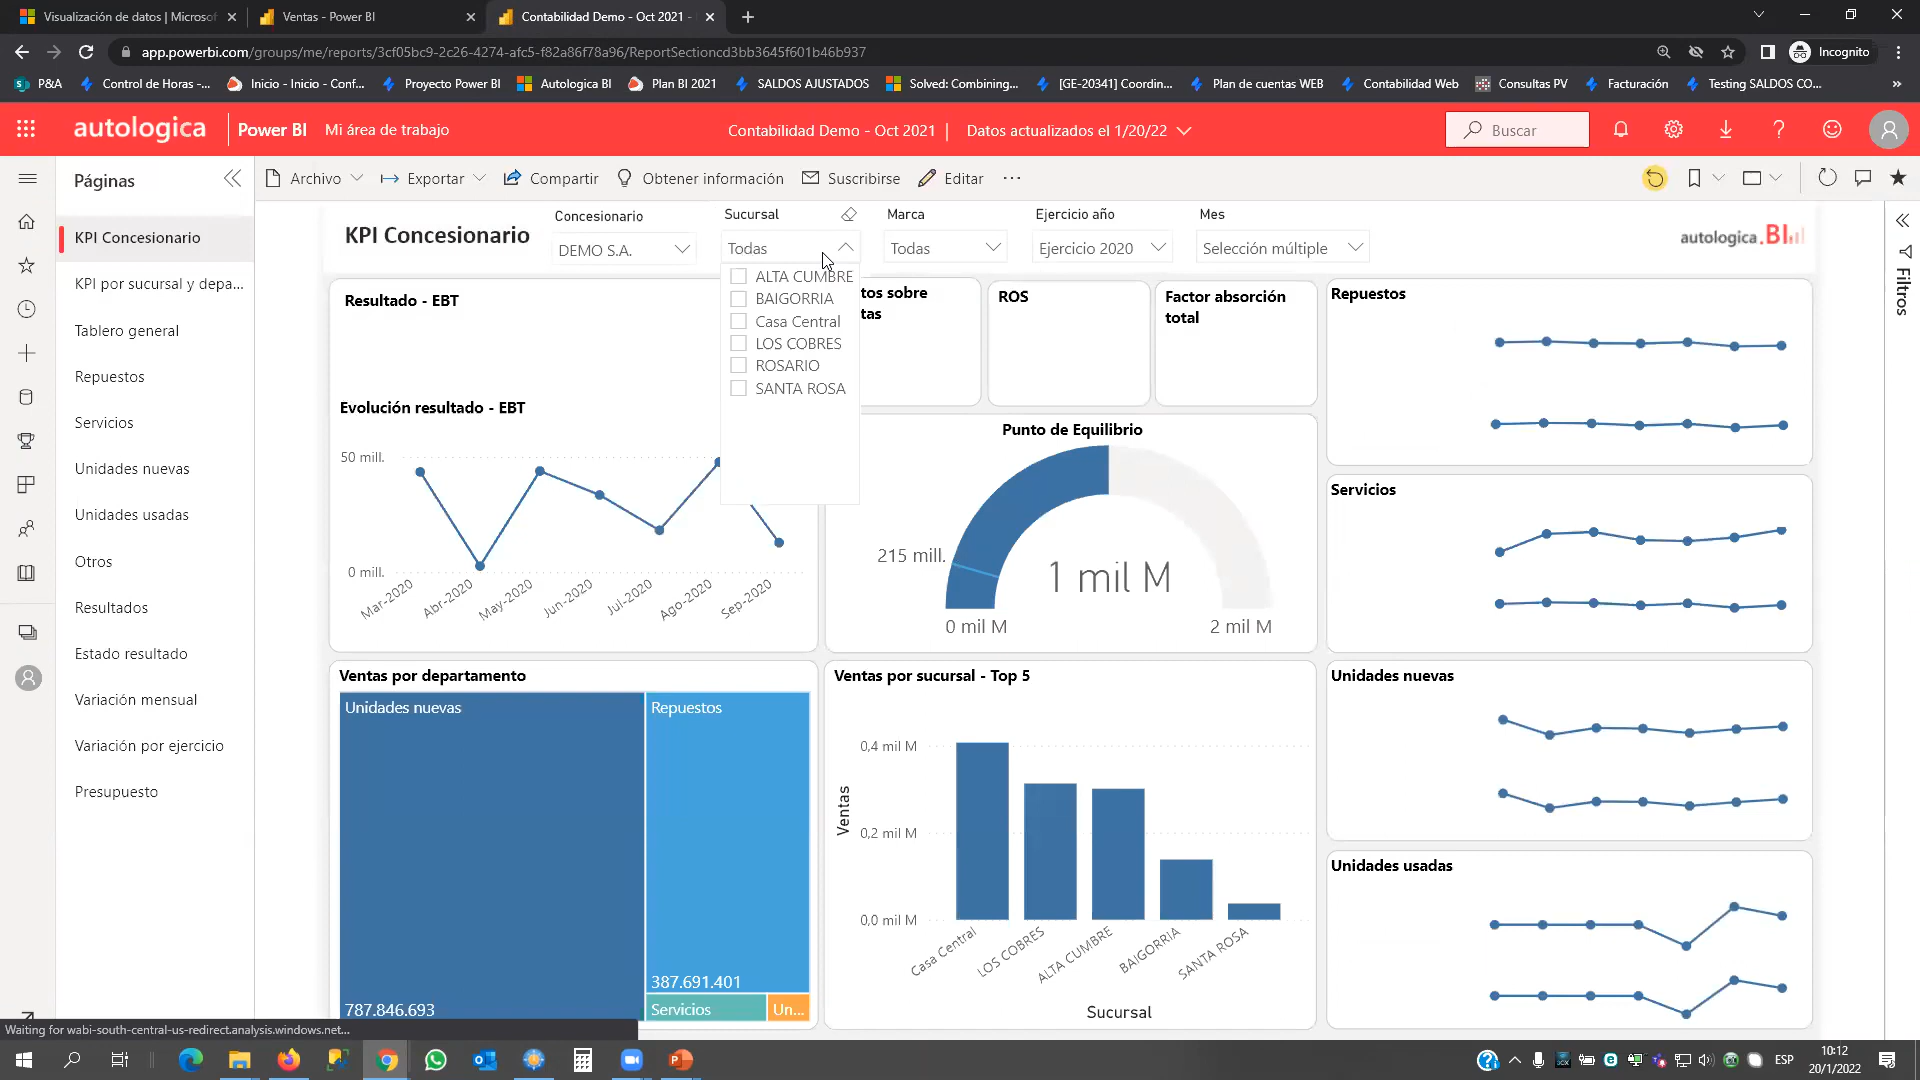 Visualización de datos | Microsof
Ventas - Power BI
Contabilidad Demo - Oct 2021 -
app.powerbi.com/groups/me/reports/3cf05bc9-2c26-4274-afc5-f82a86f78a96/ReportSectioncd3bb3645f601b46b937
Incognito
P&A
Control de Horas -...
Inicio - Inicio - Conf...
Proyecto Power BI
Autologica BI
Plan BI 2021
SALDOS AJUSTADOS
Solved: Combining...
[GE-20341] Coordin...
Plan de cuentas WEB
Contabilidad Web
Consultas PV
Facturación
Testing SALDOS CO...
autologica
Power BI
Mi área de trabajo
Contabilidad Demo - Oct 2021 | Datos actualizados el 1/20/22
Buscar
Páginas
Archivo
Exportar
Compartir
Obtener información
Suscribirse
Editar
KPI Concesionario
KPI por sucursal y depa...
Tablero general
Repuestos
Servicios
Unidades nuevas
Unidades usadas
Otros
Resultados
Estado resultado
Variación mensual
Variación por ejercicio
Presupuesto
KPI Concesionario
Concesionario
DEMO S.A.
Sucursal
Todas
ALTA CUMBRE
BAIGORRIA
Casa Central
LOS COBRES
ROSARIO
SANTA ROSA
Marca
Todas
Ejercicio año
Ejercicio 2020
Mes
Selección múltiple
autologica.BI
Filtros
Resultado - EBT
Evolución resultado - EBT
50 mill.
0 mill.
Mar-2020
Abr-2020
May-2020
Jun-2020
Jul-2020
Ago-2020
Sep-2020
tos sobre
tas
ROS
Factor absorción
total
Punto de Equilibrio
215 mill.
1 mil M
0 mil M
2 mil M
Repuestos
Servicios
Unidades nuevas
Unidades usadas
Ventas por departamento
Unidades nuevas
787.846.693
Repuestos
387.691.401
Servicios
Un...
Ventas por sucursal - Top 5
Ventas
0,4 mil M
0,2 mil M
0,0 mil M
Casa Central
LOS COBRES
ALTA CUMBRE
BAIGORRIA
SANTA ROSA
Sucursal
Waiting for wabi-south-central-us-redirect.analysis.windows.net...
ESP
10:12
20/1/2022